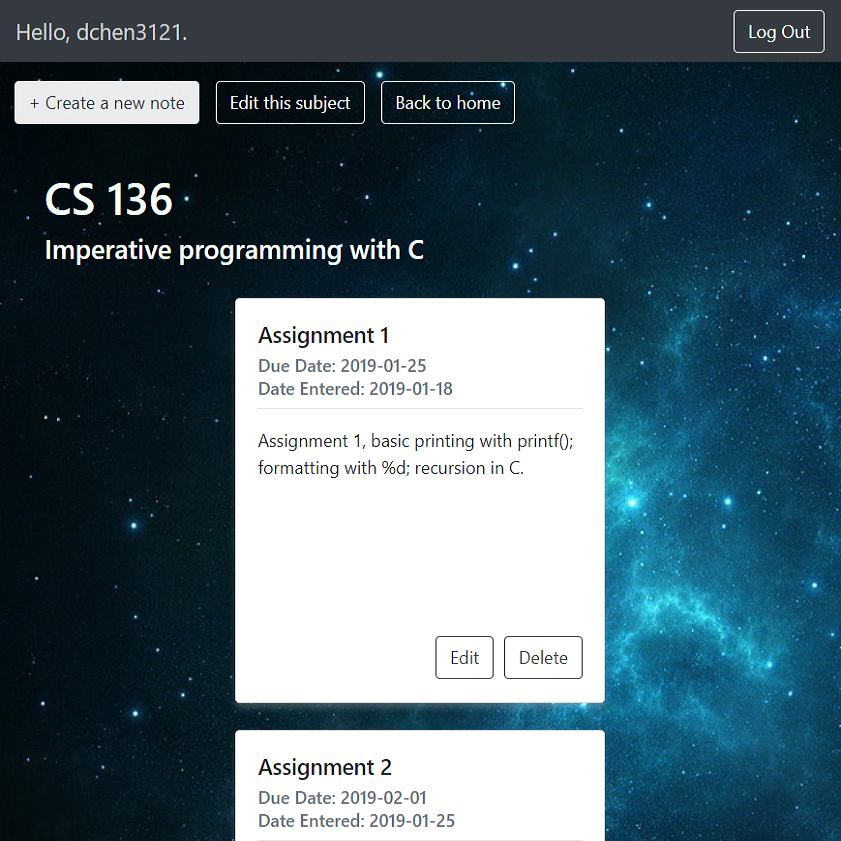 Hello, dchen3121.
Log Out
+ Create a new note
Edit this subject
Back to home
CS 136
Imperative programming with C
Assignment 1
Due Date: 2019-01-25
Date Entered: 2019-01-18
Assignment 1, basic printing with printf();
formatting with %d; recursion in C.
Edit
Delete
Assignment 2
Due Date: 2019-02-01
Date Entered: 2019-01-25